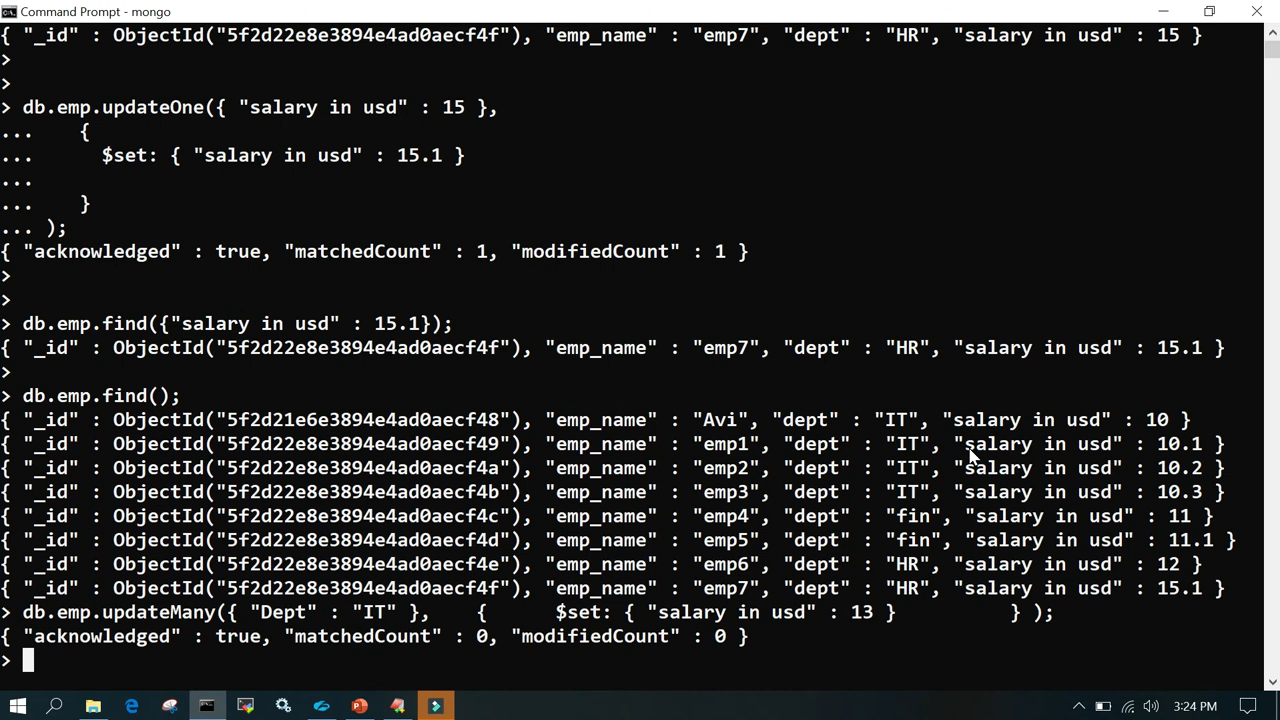 Command Prompt - mongo
{ "_id" : ObjectId("5f2d22e8e3894e4ad0aecf4f"), "emp_name" : "emp7", "dept" : "HR", "salary in usd" : 15 }
>
>
> db.emp.updateOne({ "salary in usd" : 15 },
...     {
...       $set: { "salary in usd" : 15.1 }
...
...     }
... );
{ "acknowledged" : true, "matchedCount" : 1, "modifiedCount" : 1 }
>
>
> db.emp.find({"salary in usd" : 15.1});
{ "_id" : ObjectId("5f2d22e8e3894e4ad0aecf4f"), "emp_name" : "emp7", "dept" : "HR", "salary in usd" : 15.1 }
>
> db.emp.find();
{ "_id" : ObjectId("5f2d21e6e3894e4ad0aecf48"), "emp_name" : "Avi", "dept" : "IT", "salary in usd" : 10 }
{ "_id" : ObjectId("5f2d22e8e3894e4ad0aecf49"), "emp_name" : "emp1", "dept" : "IT", "salary in usd" : 10.1 }
{ "_id" : ObjectId("5f2d22e8e3894e4ad0aecf4a"), "emp_name" : "emp2", "dept" : "IT", "salary in usd" : 10.2 }
{ "_id" : ObjectId("5f2d22e8e3894e4ad0aecf4b"), "emp_name" : "emp3", "dept" : "IT", "salary in usd" : 10.3 }
{ "_id" : ObjectId("5f2d22e8e3894e4ad0aecf4c"), "emp_name" : "emp4", "dept" : "fin", "salary in usd" : 11 }
{ "_id" : ObjectId("5f2d22e8e3894e4ad0aecf4d"), "emp_name" : "emp5", "dept" : "fin", "salary in usd" : 11.1 }
{ "_id" : ObjectId("5f2d22e8e3894e4ad0aecf4e"), "emp_name" : "emp6", "dept" : "HR", "salary in usd" : 12 }
{ "_id" : ObjectId("5f2d22e8e3894e4ad0aecf4f"), "emp_name" : "emp7", "dept" : "HR", "salary in usd" : 15.1 }
> db.emp.updateMany({ "Dept" : "IT" },    {      $set: { "salary in usd" : 13 }          } );
{ "acknowledged" : true, "matchedCount" : 0, "modifiedCount" : 0 }
>
3:24 PM